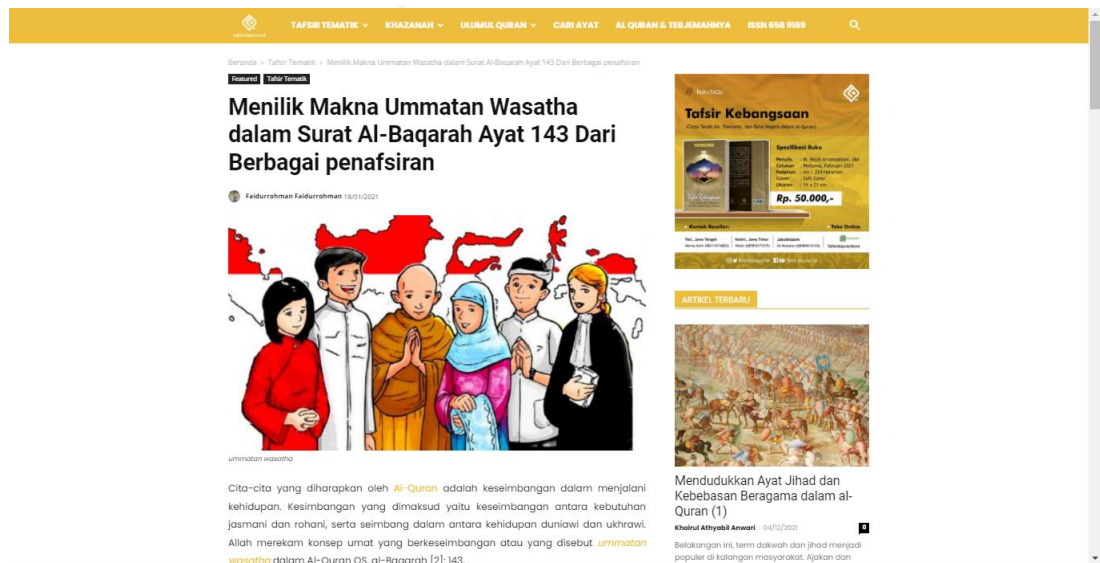 TAFSIR TEMATIK KHAZANAH ULUMUL QURAN CARI AYAT AL QURAN & TERJEMAHNYA ISSN 658 9169
Beranda › Tafsir Tematik › Menilik Makna Ummatan Wasatha dalam Surat Al-Baqarah Ayat 143 Dari Berbagai penafsiran
Featured Tafsir Tematik
Menilik Makna Ummatan Wasatha
dalam Surat Al-Baqarah Ayat 143 Dari
Berbagai penafsiran
Faidurrohman Faidurrohman 18/01/2021
ummatan wasatha
Cita-cita yang diharapkan oleh Al-Quran adalah keseimbangan dalam menjalani
kehidupan. Kesimbangan yang dimaksud yaitu keseimbangan antara kebutuhan
jasmani dan rohani, serta seimbang dalam antara kehidupan duniawi dan ukhrawi.
Allah merekam konsep umat yang berkeseimbangan atau yang disebut ummatan
wasatha dalam Al-Quran QS. al-Baqarah [2]: 143.
Tafsir Kebangsaan
Spesifikasi Buku
Rp. 50.000,-
ARTIKEL TERBARU
Mendudukkan Ayat Jihad dan
Kebebasan Beragama dalam al-
Quran (1)
Khoirul Athyabil Anwari - 04/12/2021 0
Belakangan ini, term dakwah dan jihad menjadi
populer di kalangan masyarakat. Ajakan dan